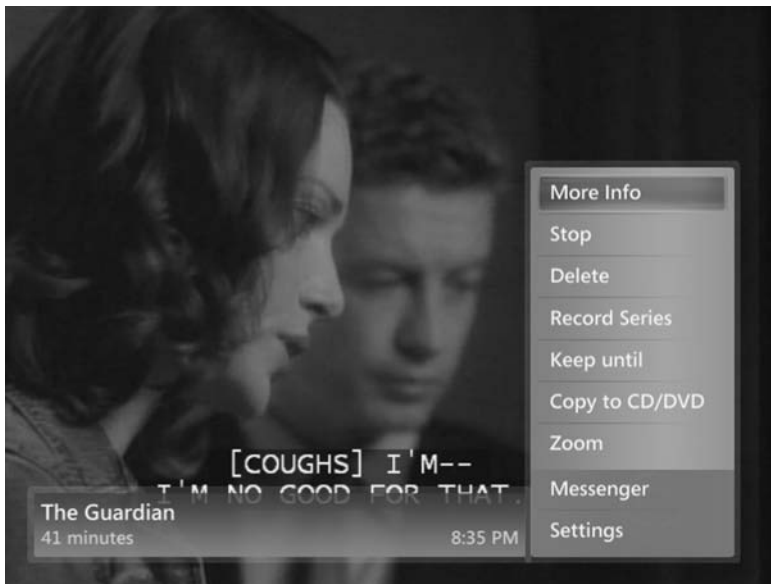 More Info
Stop
Delete
Record Series
Keep until
Copy to CD/DVD
Zoom
Messenger
Settings
[COUGHS] I'M--
I'M NO GOOD FOR THAT.
The Guardian
41 minutes
8:35 PM